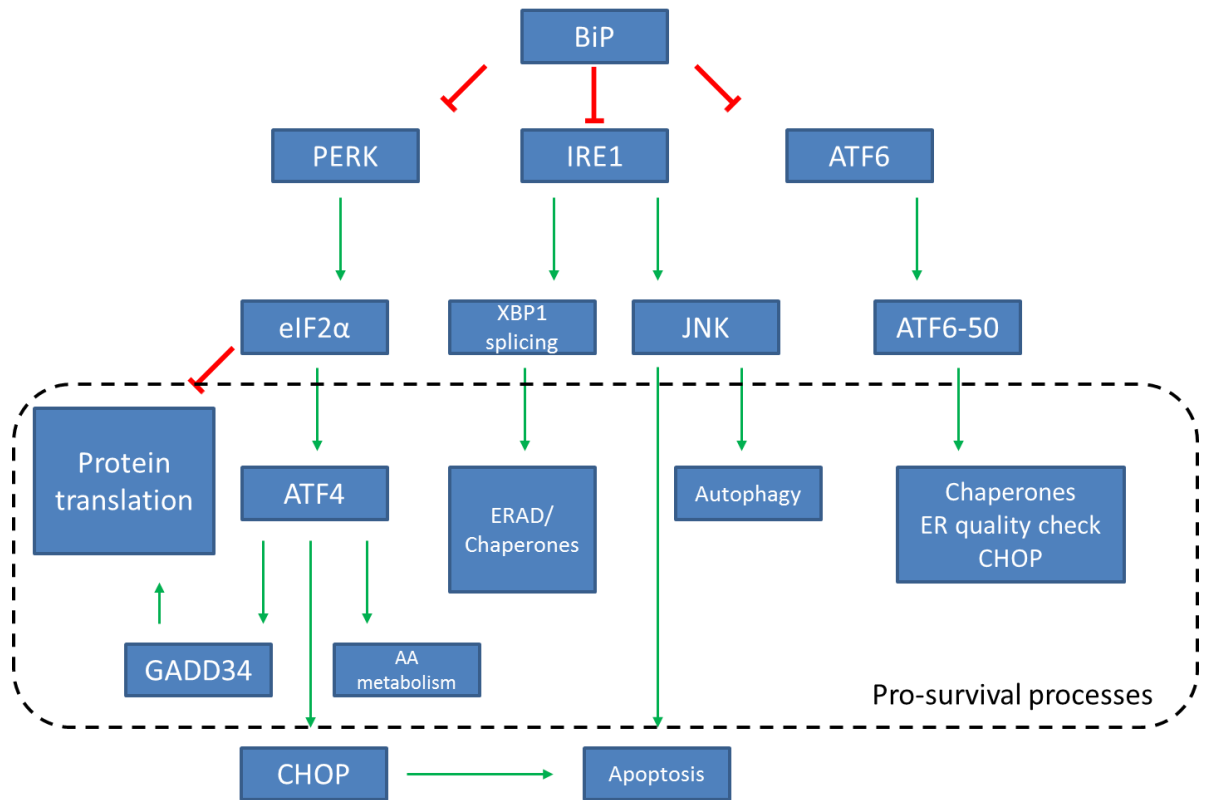 BiP
PERK
IRE1
ATF6
eIF2α
XBP1
splicing
JNK
ATF6-50
Protein
translation
ATF4
ERAD/
Chaperones
Autophagy
Chaperones
ER quality check
CHOP
GADD34
AA
metabolism
Pro-survival processes
CHOP
Apoptosis